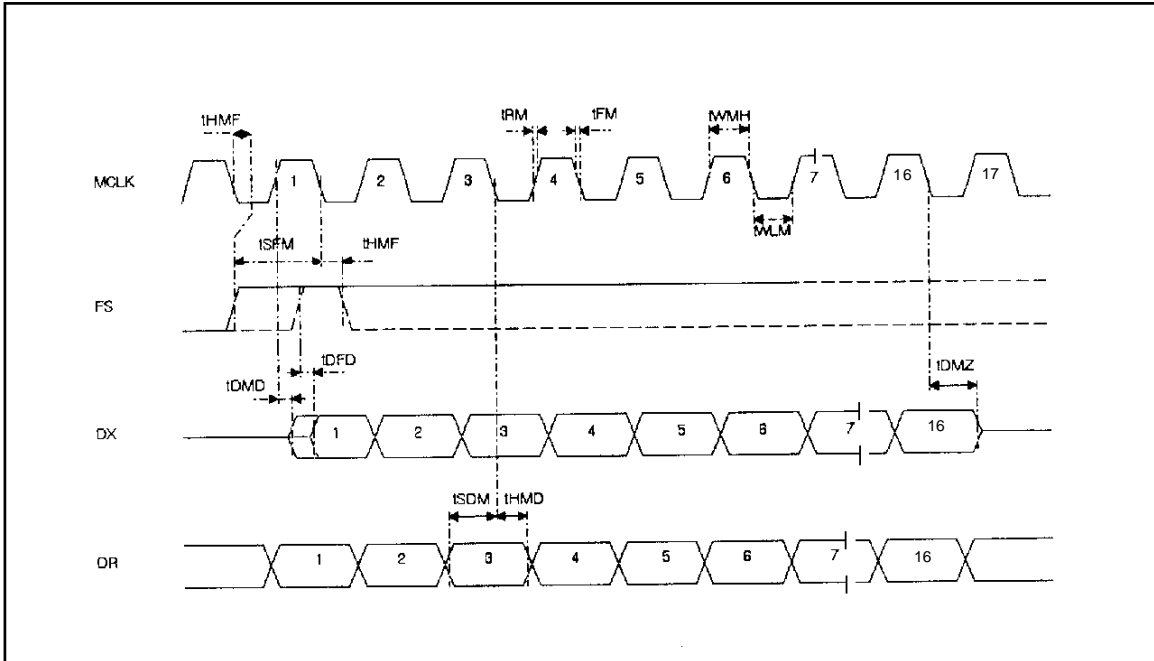 tRM tFM tWMH
tHMF
MCLK 1 2 3 4 5 6 7 16 17
tWLM
tSFM tHMF
FS
tDFD tDMZ
tDMD
DX 1 2 3 4 5 6 7 16
tSDM tHMD
DR 1 2 3 4 5 6 7 16